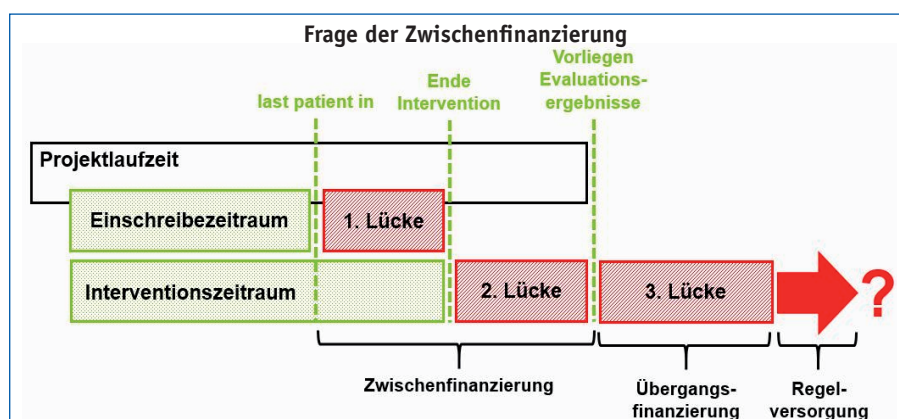 Frage der Zwischenfinanzierung
last patient in
Ende
Intervention
Vorliegen
Evaluations-
ergebnisse
Projektlaufzeit
Einschreibezeitraum
1. Lücke
Interventionszeitraum
2. Lücke
3. Lücke
?
Zwischenfinanzierung
Übergangs-
finanzierung
Regel-
versorgung